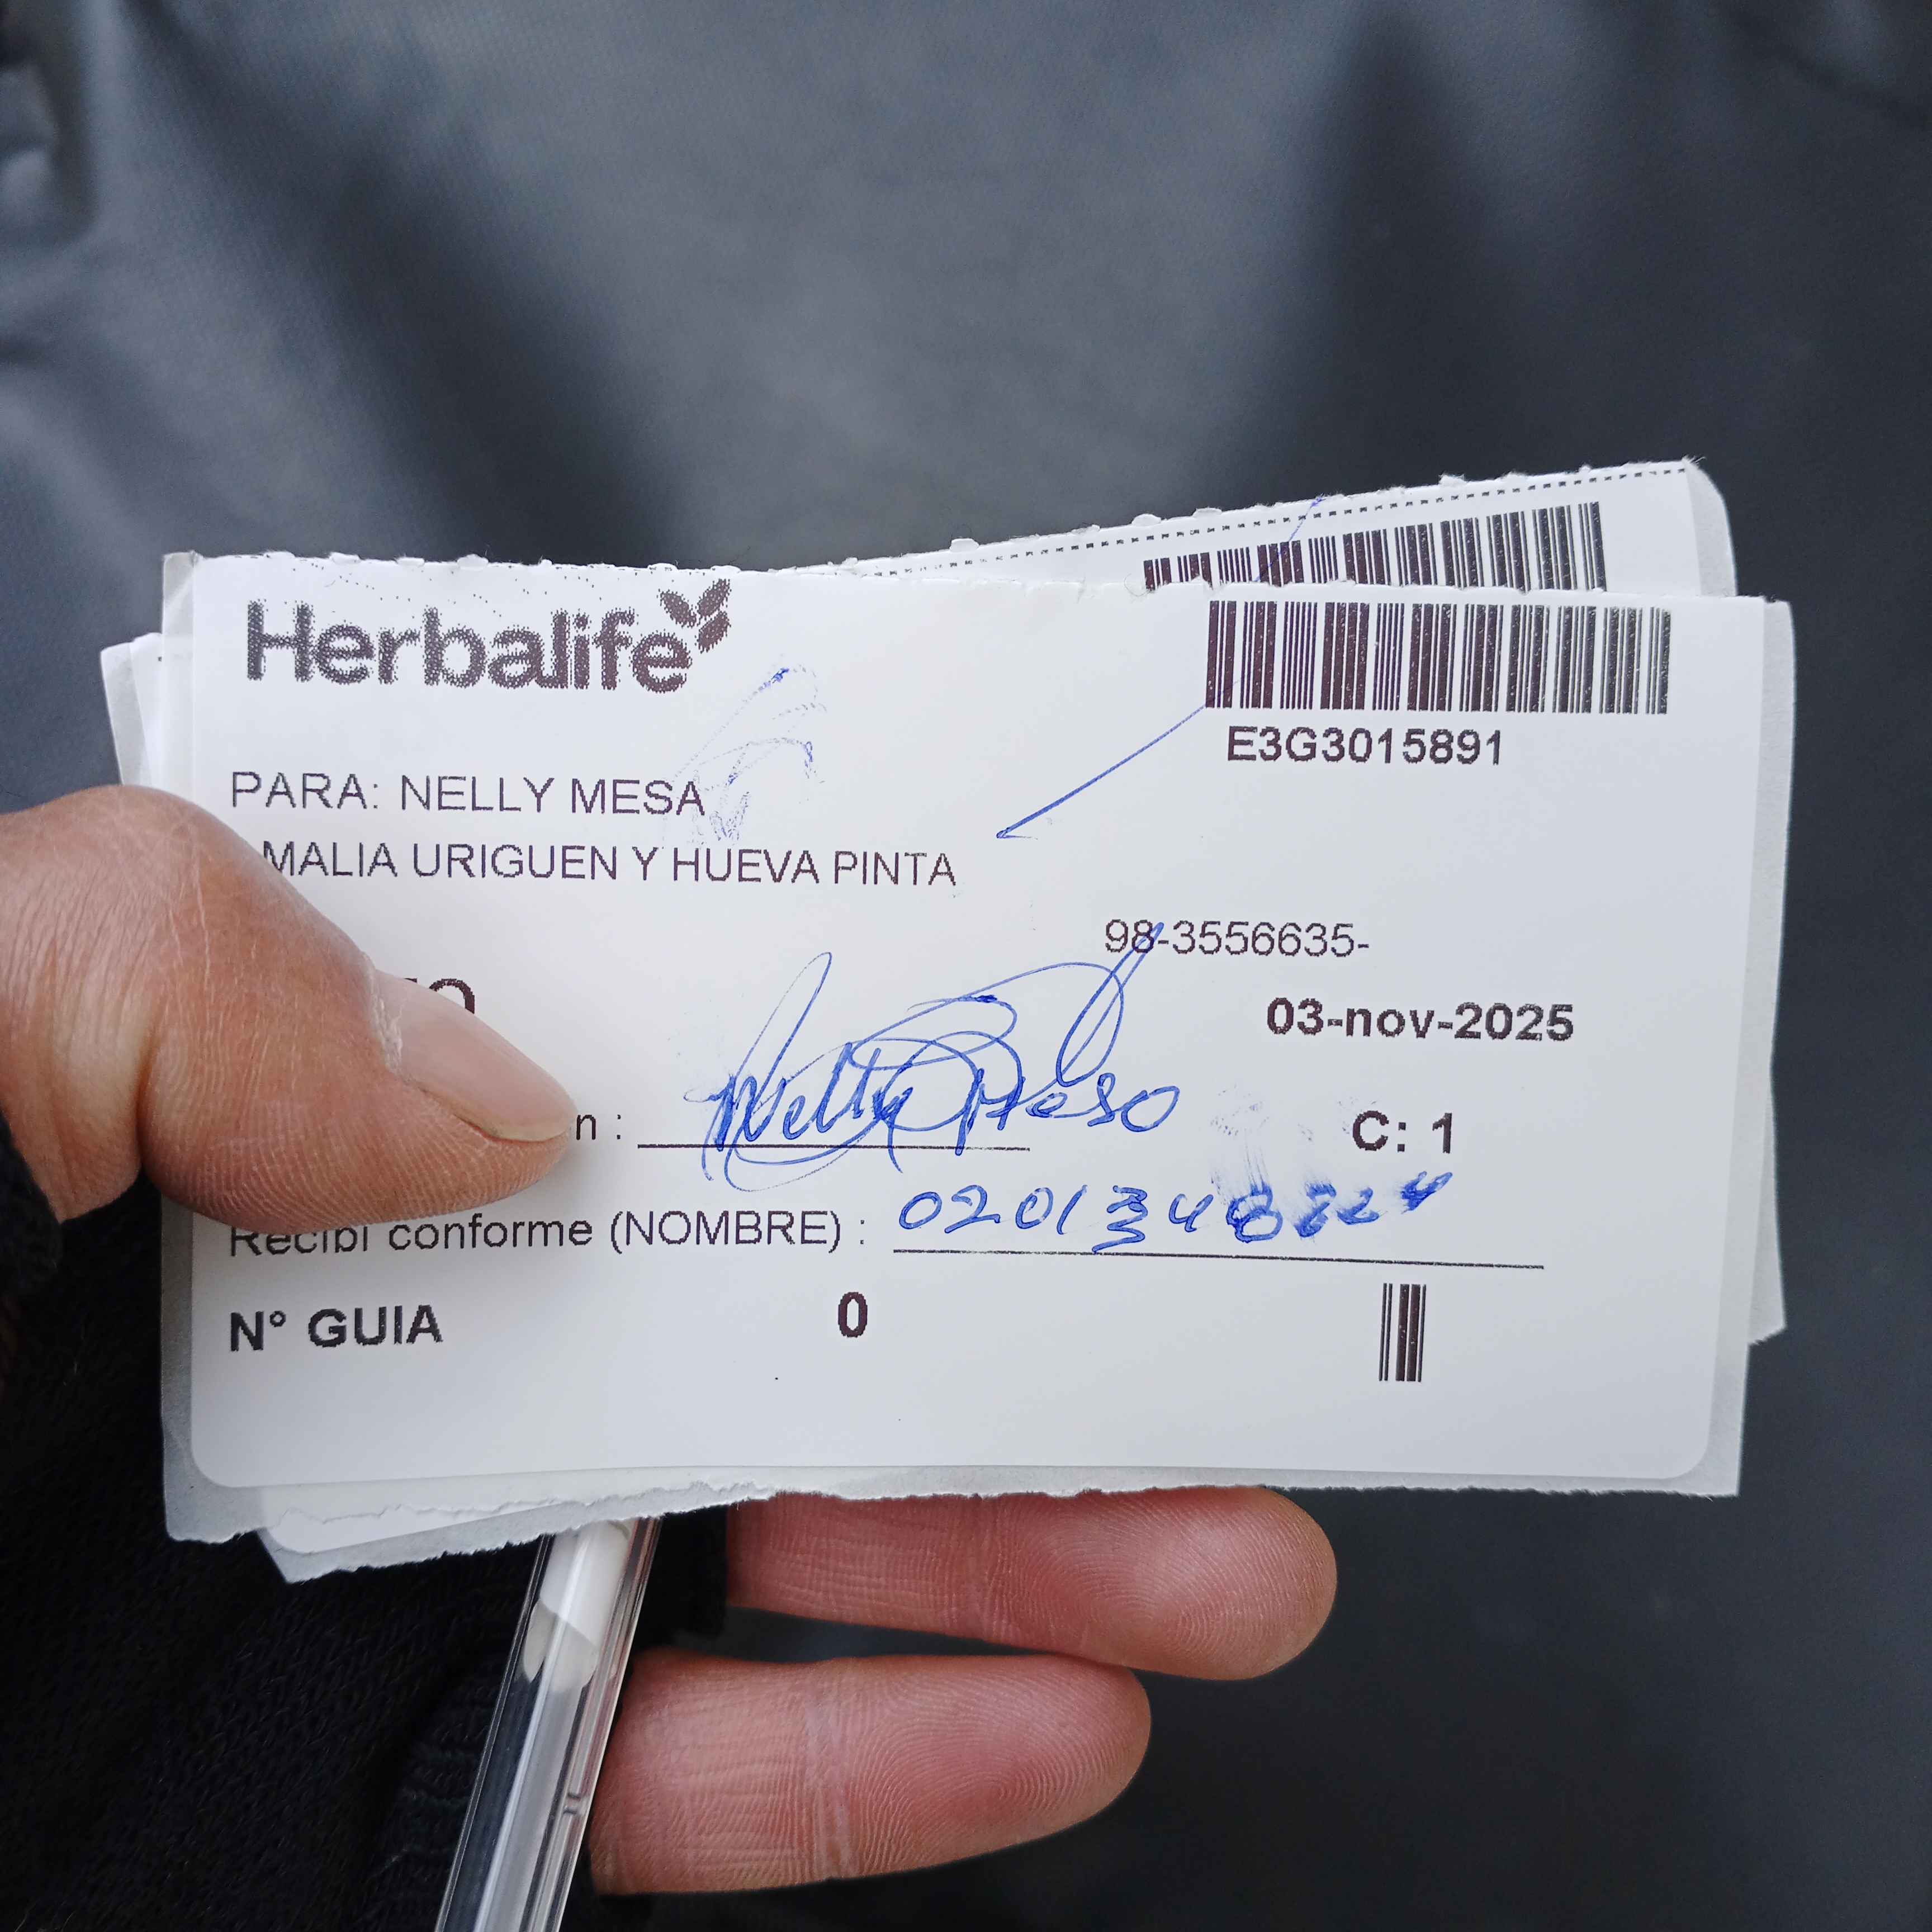 Herbalife
E3G3015891
PARA: NELLY MESA
MALIA URIGUEN Y HUEVA PINTA
98-3556635-
03-nov-2025
n : Nelly Meso
C: 1
Recibi conforme (NOMBRE) :
N° GUIA 0